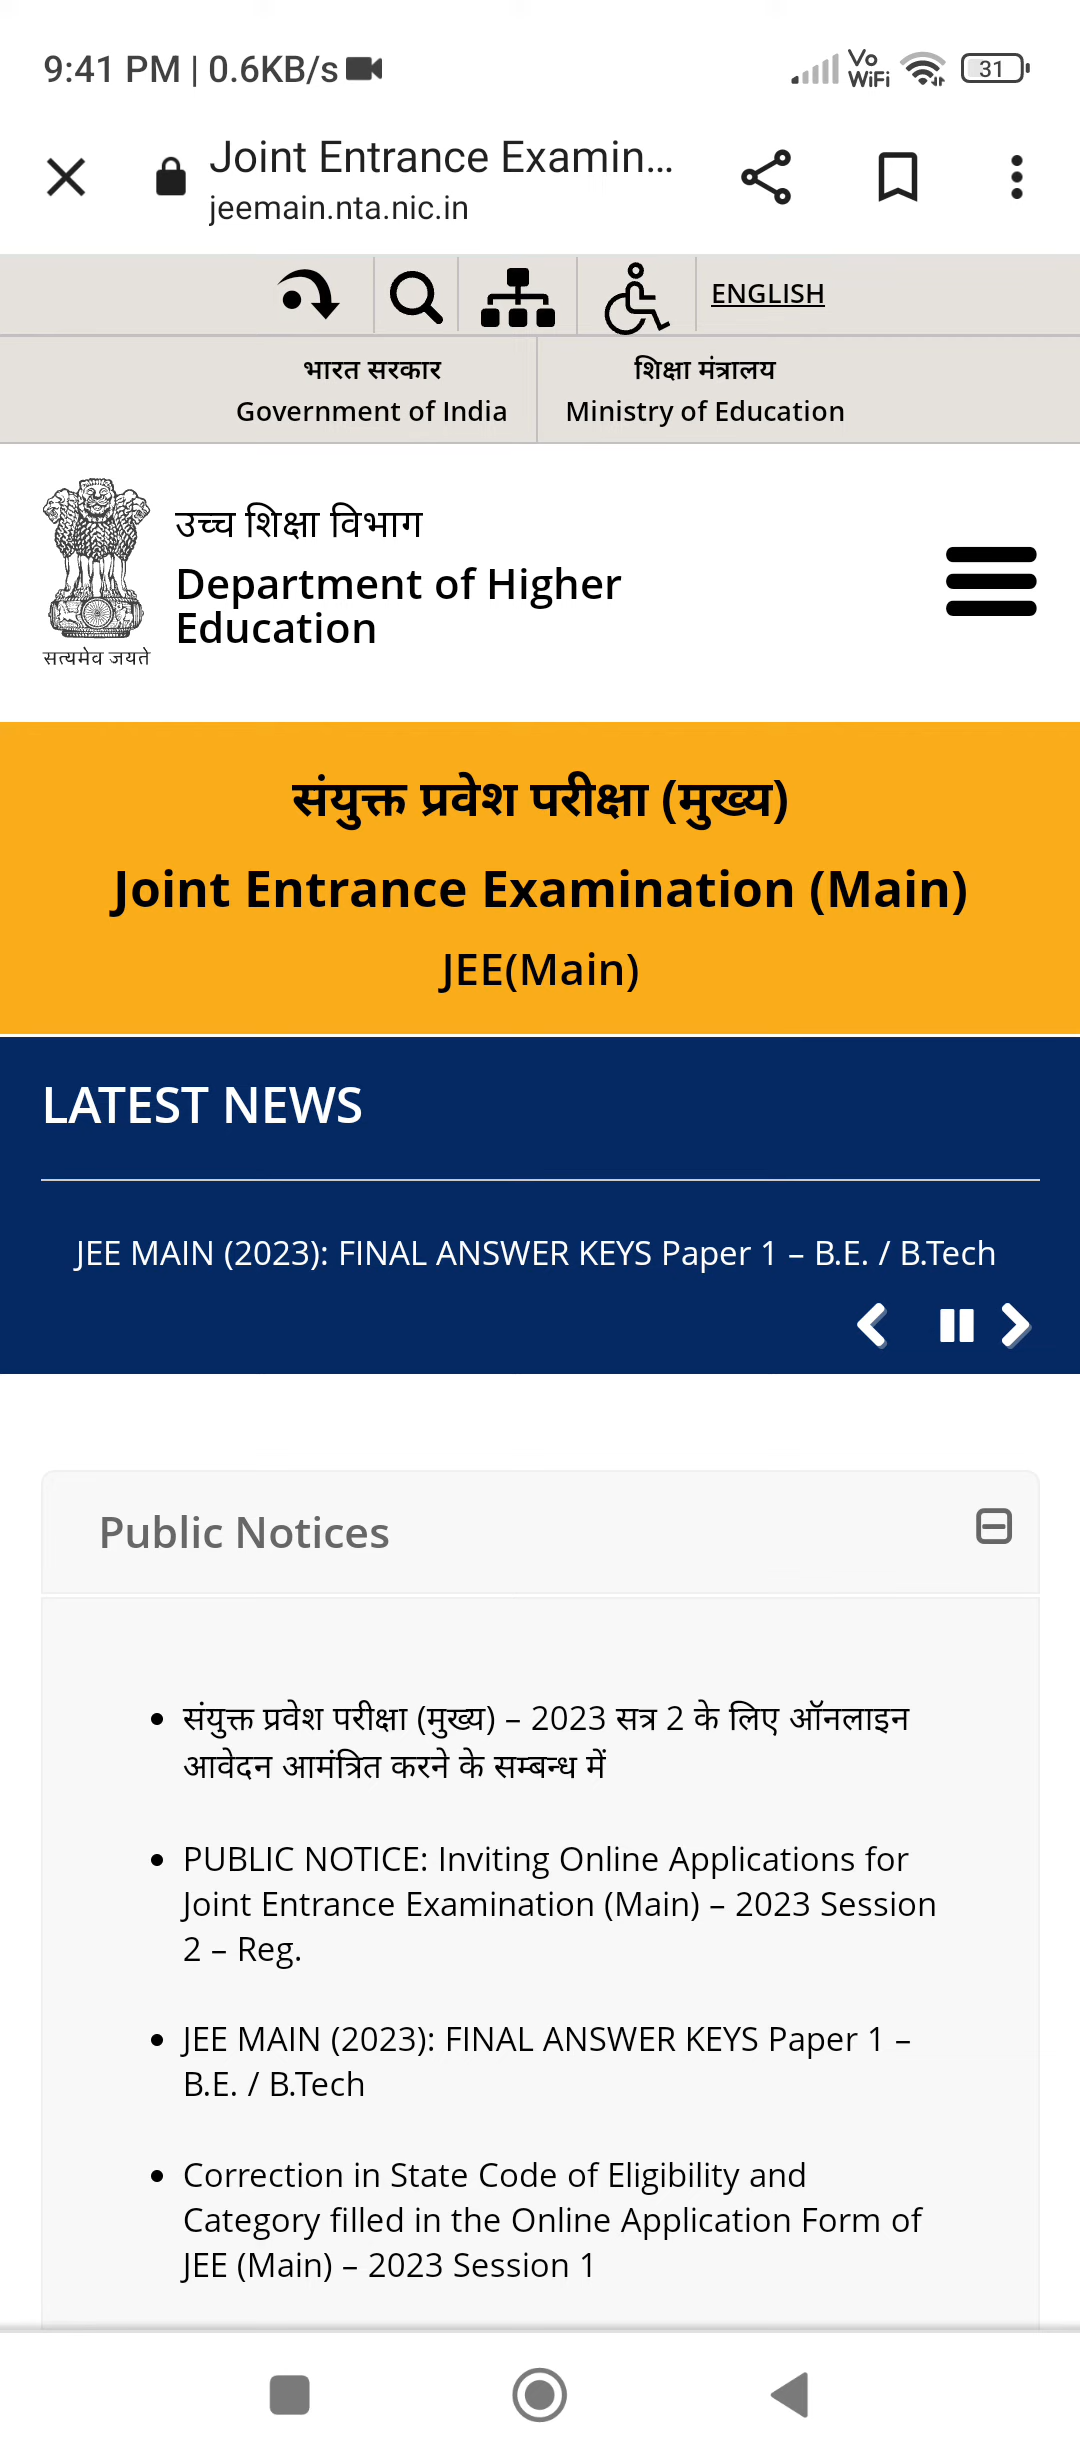 9:41 PM | 0.6KB/s
Vo
WiFi
31
Joint Entrance Examin...
jeemain.nta.nic.in
ENGLISH
भारत सरकार
Government of India
शिक्षा मंत्रालय
Ministry of Education
उच्च शिक्षा विभाग
Department of Higher
Education
सत्यमेव जयते
संयुक्त प्रवेश परीक्षा (मुख्य)
Joint Entrance Examination (Main)
JEE(Main)
LATEST NEWS
JEE MAIN (2023): FINAL ANSWER KEYS Paper 1 – B.E. / B.Tech
Public Notices
संयुक्त प्रवेश परीक्षा (मुख्य) – 2023 सत्र 2 के लिए ऑनलाइन
आवेदन आमंत्रित करने के सम्बन्ध में
PUBLIC NOTICE: Inviting Online Applications for
Joint Entrance Examination (Main) – 2023 Session
2 – Reg.
JEE MAIN (2023): FINAL ANSWER KEYS Paper 1 –
B.E. / B.Tech
Correction in State Code of Eligibility and
Category filled in the Online Application Form of
JEE (Main) – 2023 Session 1